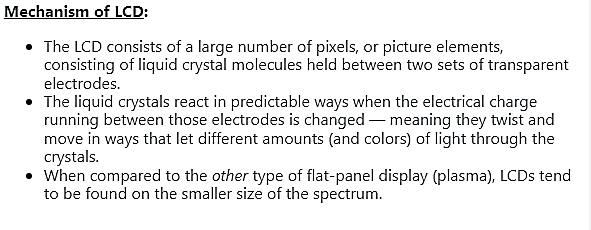 Mechanism of LCD:
• The LCD consists of a large number of pixels, or picture elements,
consisting of liquid crystal molecules held between two sets of transparent
electrodes.
• The liquid crystals react in predictable ways when the electrical charge
running between those electrodes is changed — meaning they twist and
move in ways that let different amounts (and colors) of light through the
crystals.
• When compared to the other type of flat-panel display (plasma), LCDs tend
to be found on the smaller size of the spectrum.